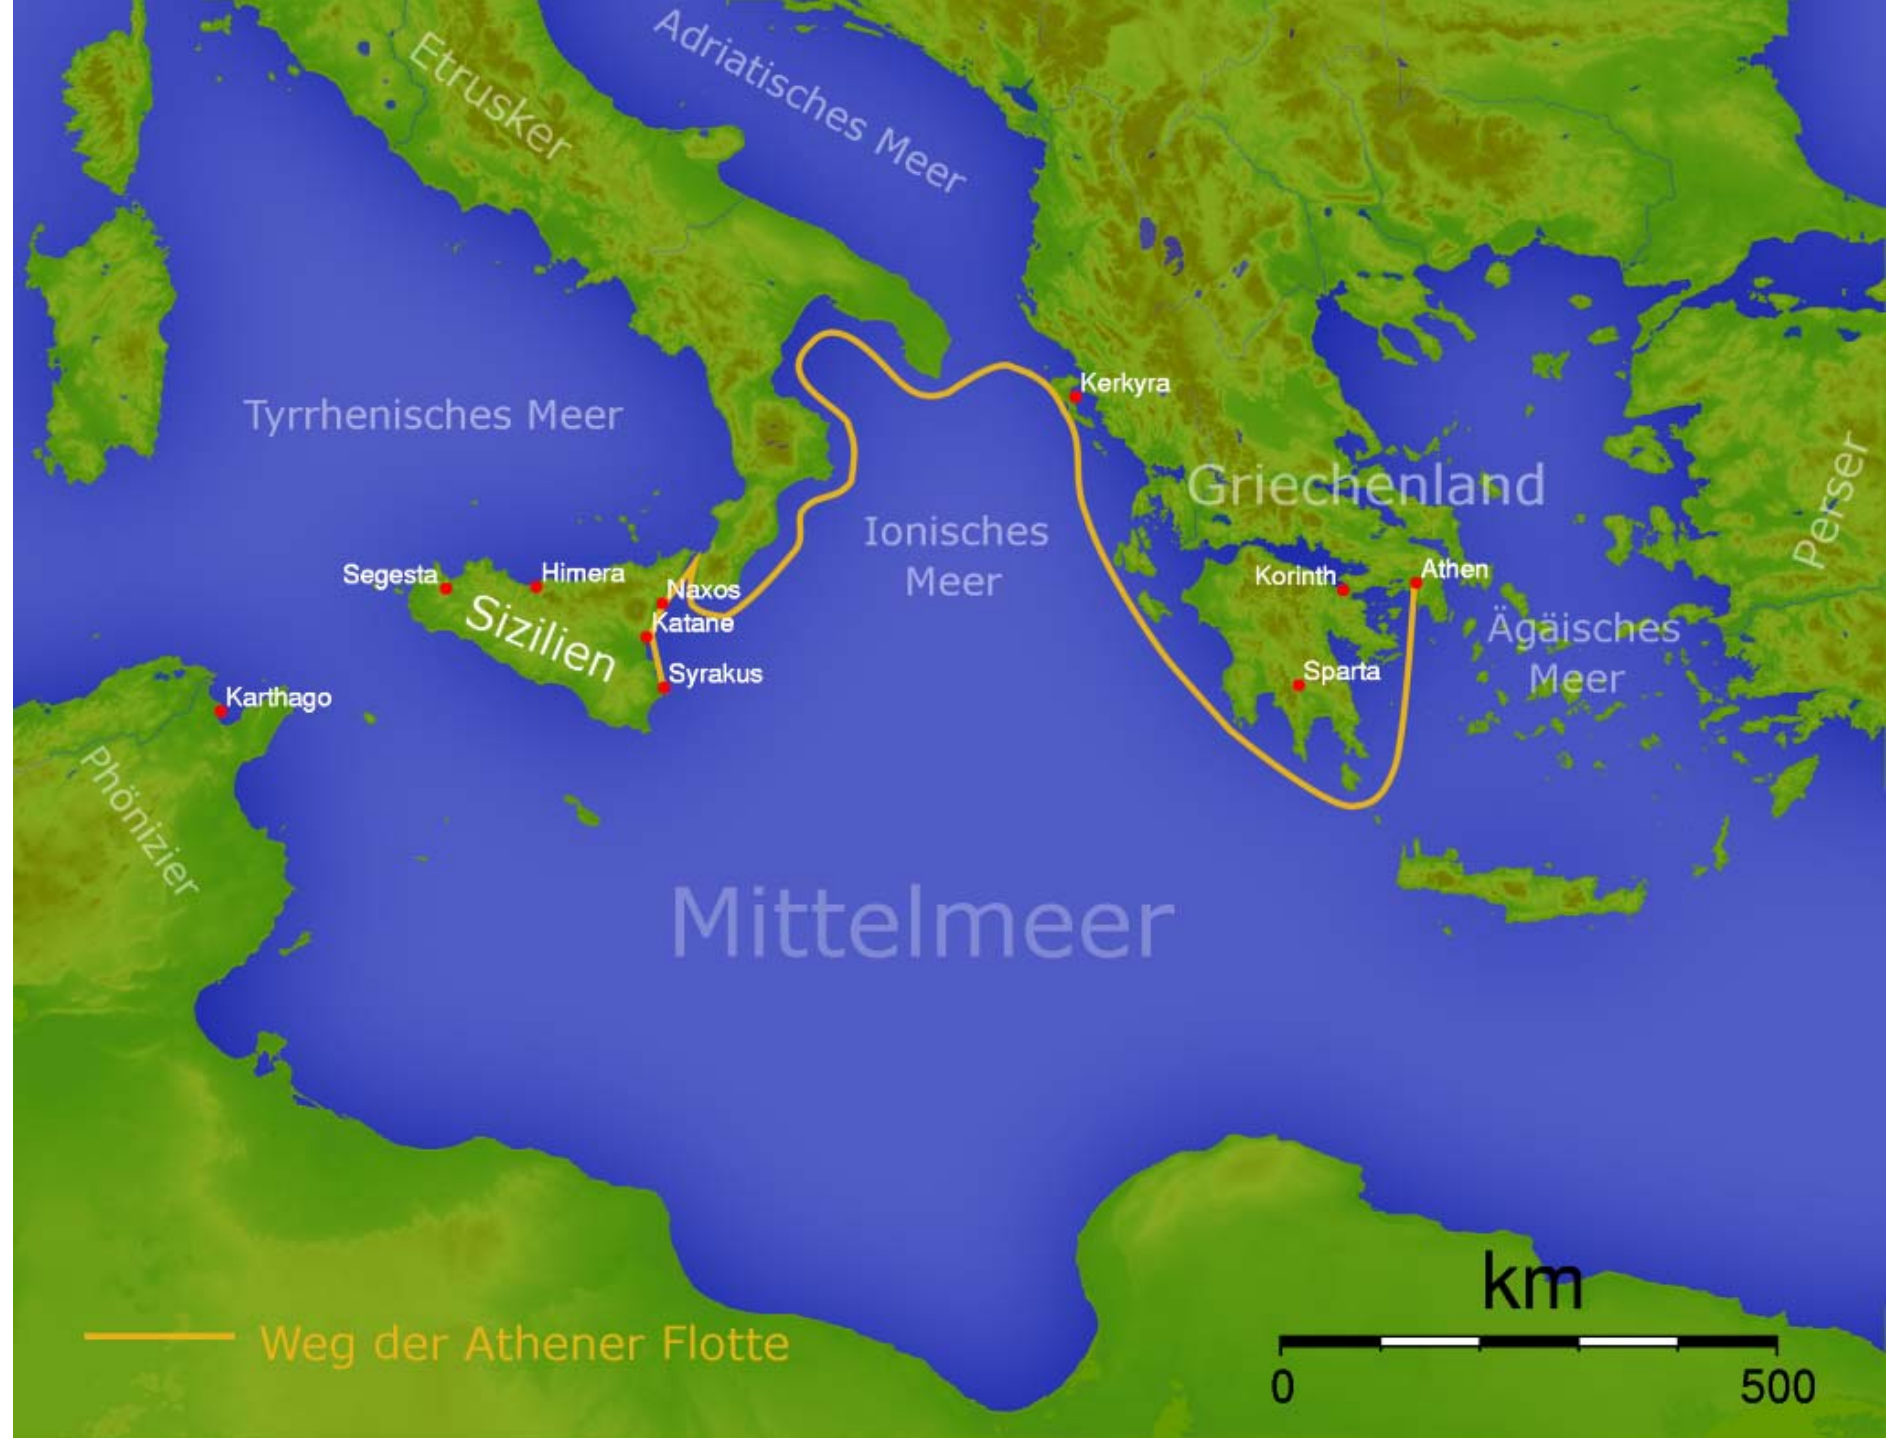 Adriatisches Meer
Etrusker
Kerkyra
Tyrrhenisches Meer
Griechenland
Perser
Ionisches
Meer
Segesta
Himera
Naxos
Korinth
Athen
Sizilien
Katane
Ägäisches
Meer
Syrakus
Sparta
Karthago
Phönizier
Mittelmeer
km
Weg der Athener Flotte
0 500